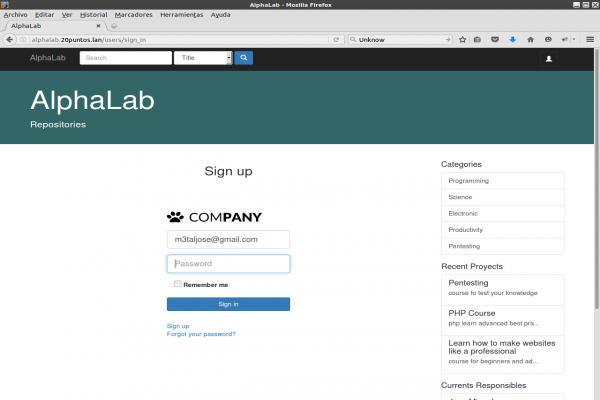 AlphaLab - Mozilla Firefox
Archivo Editar Ver Historial Marcadores Herramientas Ayuda
AlphaLab
alphalab.20puntos.lan/users/sign_in
Unknow
AlphaLab
Search
Title
AlphaLab
Repositories
Sign up
COMPANY
m3taljose@gmail.com
Password
Remember me
Sign in
Sign up
Forgot your password?
Categories
Programming
Science
Electronic
Productivity
Pentesting
Recent Proyects
Pentesting
course to test your knowledge
PHP Course
php learn advanced best pra...
Learn how to make websites
like a professional
course for beginners and ad...
Currents Responsibles